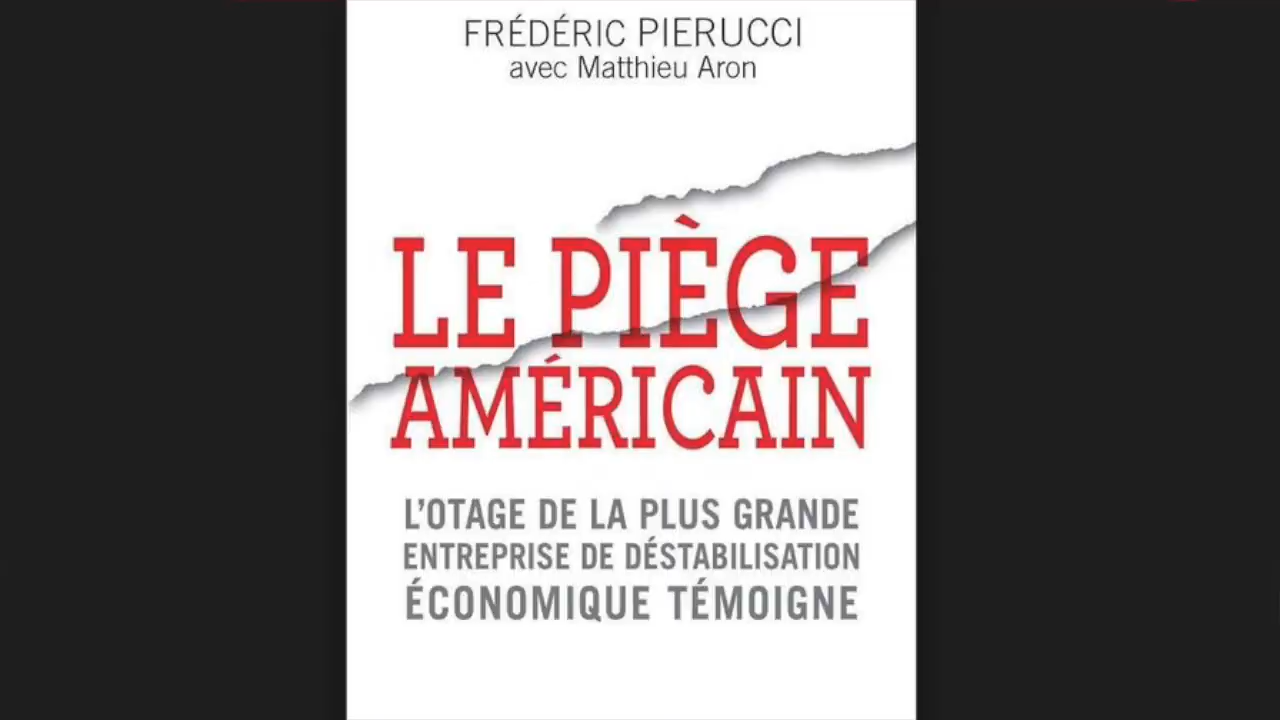 FRÉDÉRIC PIERUCCI
avec Matthieu Aron
LE PIÈGE
AMÉRICAIN
L'OTAGE DE LA PLUS GRANDE
ENTREPRISE DE DÉSTABILISATION
ÉCONOMIQUE TÉMOIGNE